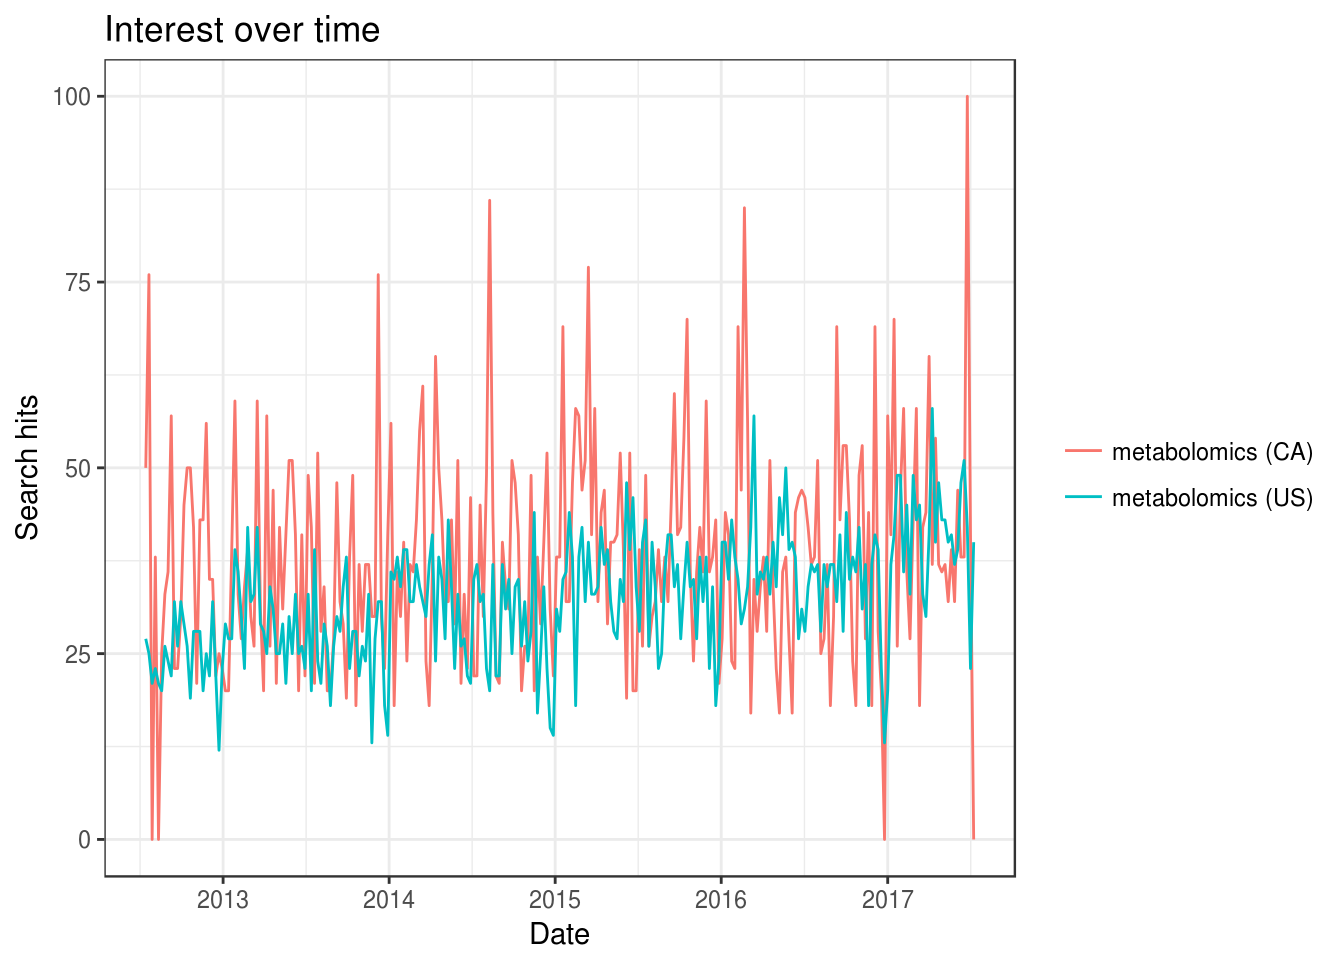 Interest over time
100
75
50
25
0
Search hits
2013 2014 2015 2016 2017
Date
metabolomics (CA)
metabolomics (US)